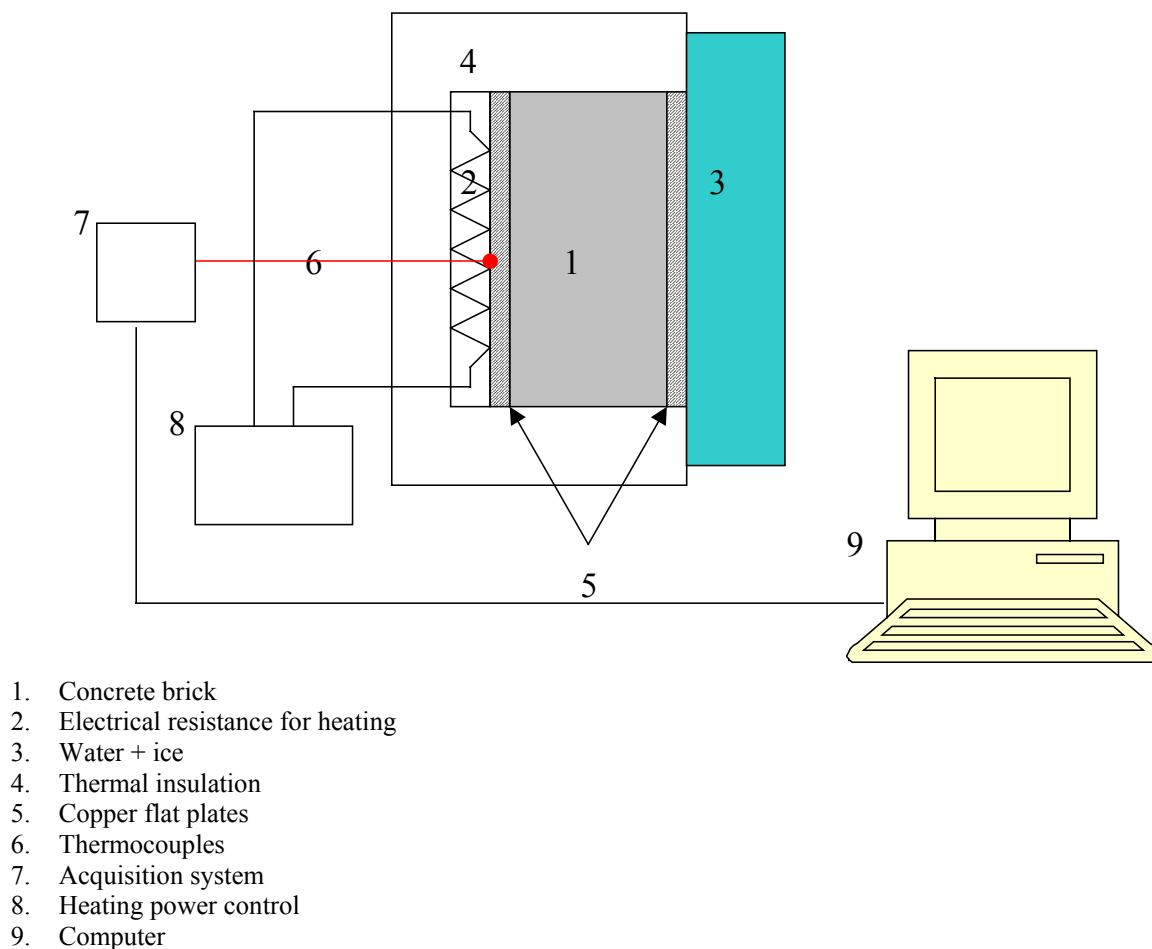 4
2
3
7
6
1
8
9
5
1. Concrete brick
2. Electrical resistance for heating
3. Water + ice
4. Thermal insulation
5. Copper flat plates
6. Thermocouples
7. Acquisition system
8. Heating power control
9. Computer